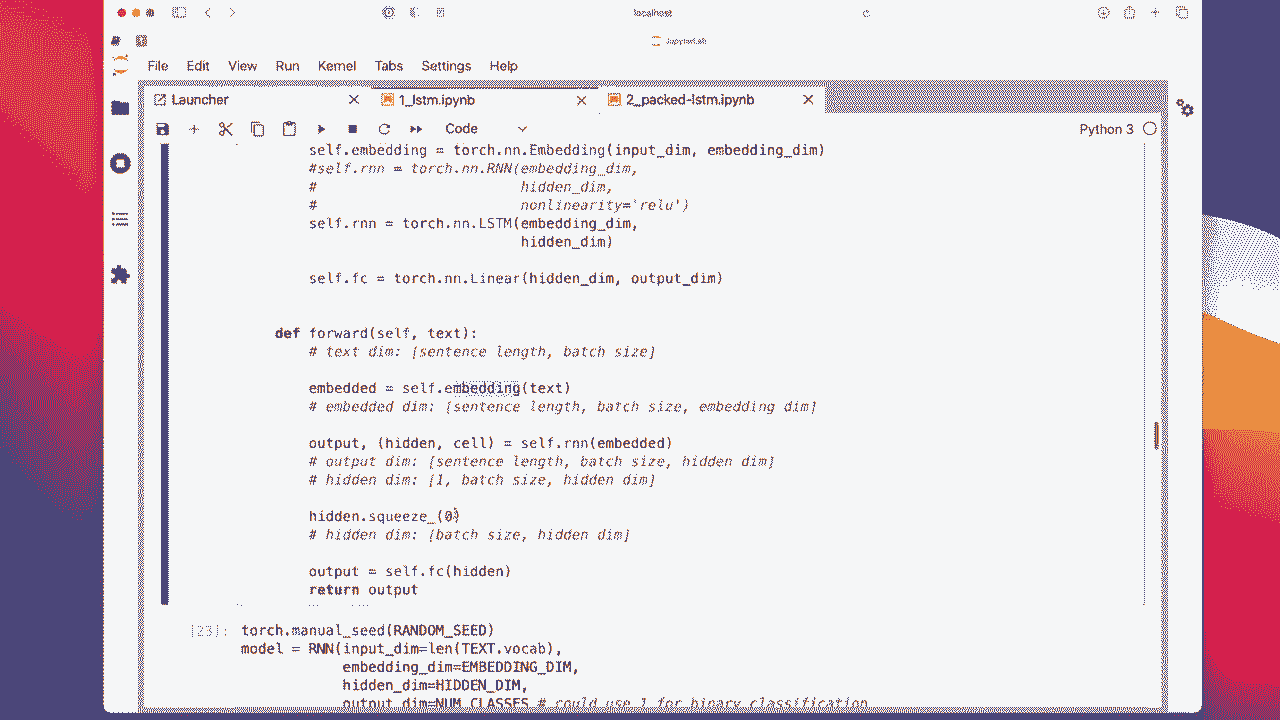 localhost
JupyterLab
File Edit View Run Kernel Tabs Settings Help
Launcher 1_lstm.ipynb 2_packed-lstm.ipynb
Code Python 3
self.embedding = torch.nn.Embedding(input_dim, embedding_dim)
#self.rnn = torch.nn.RNN(embedding_dim,
# hidden_dim,
# nonlinearity='relu')
self.rnn = torch.nn.LSTM(embedding_dim,
hidden_dim)
self.fc = torch.nn.Linear(hidden_dim, output_dim)
def forward(self, text):
# text dim: [sentence length, batch size]
embedded = self.embedding(text)
# embedded dim: [sentence length, batch size, embedding dim]
output, (hidden, cell) = self.rnn(embedded)
# output dim: [sentence length, batch size, hidden dim]
# hidden dim: [1, batch size, hidden dim]
hidden.squeeze_(0)
# hidden dim: [batch size, hidden dim]
output = self.fc(hidden)
return output
[23]: torch.manual_seed(RANDOM_SEED)
model = RNN(input_dim=len(TEXT.vocab),
embedding_dim=EMBEDDING_DIM,
hidden_dim=HIDDEN_DIM,
output_dim=NUM_CLASSES # could use 1 for binary classification